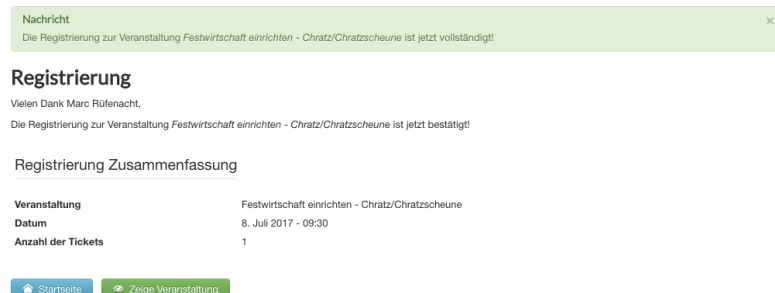 Nachricht
×
Die Registrierung zur Veranstaltung Festwirtschaft einrichten - Chratz/Chratzscheune ist jetzt vollständigt!
Registrierung
Vielen Dank Marc Rüfenacht,
Die Registrierung zur Veranstaltung Festwirtschaft einrichten - Chratz/Chratzscheune ist jetzt bestätigt!
Registrierung Zusammenfassung
Veranstaltung Festwirtschaft einrichten - Chratz/Chratzscheune
Datum 8. Juli 2017 - 09:30
Anzahl der Tickets 1
Startseite Zeige Veranstaltung